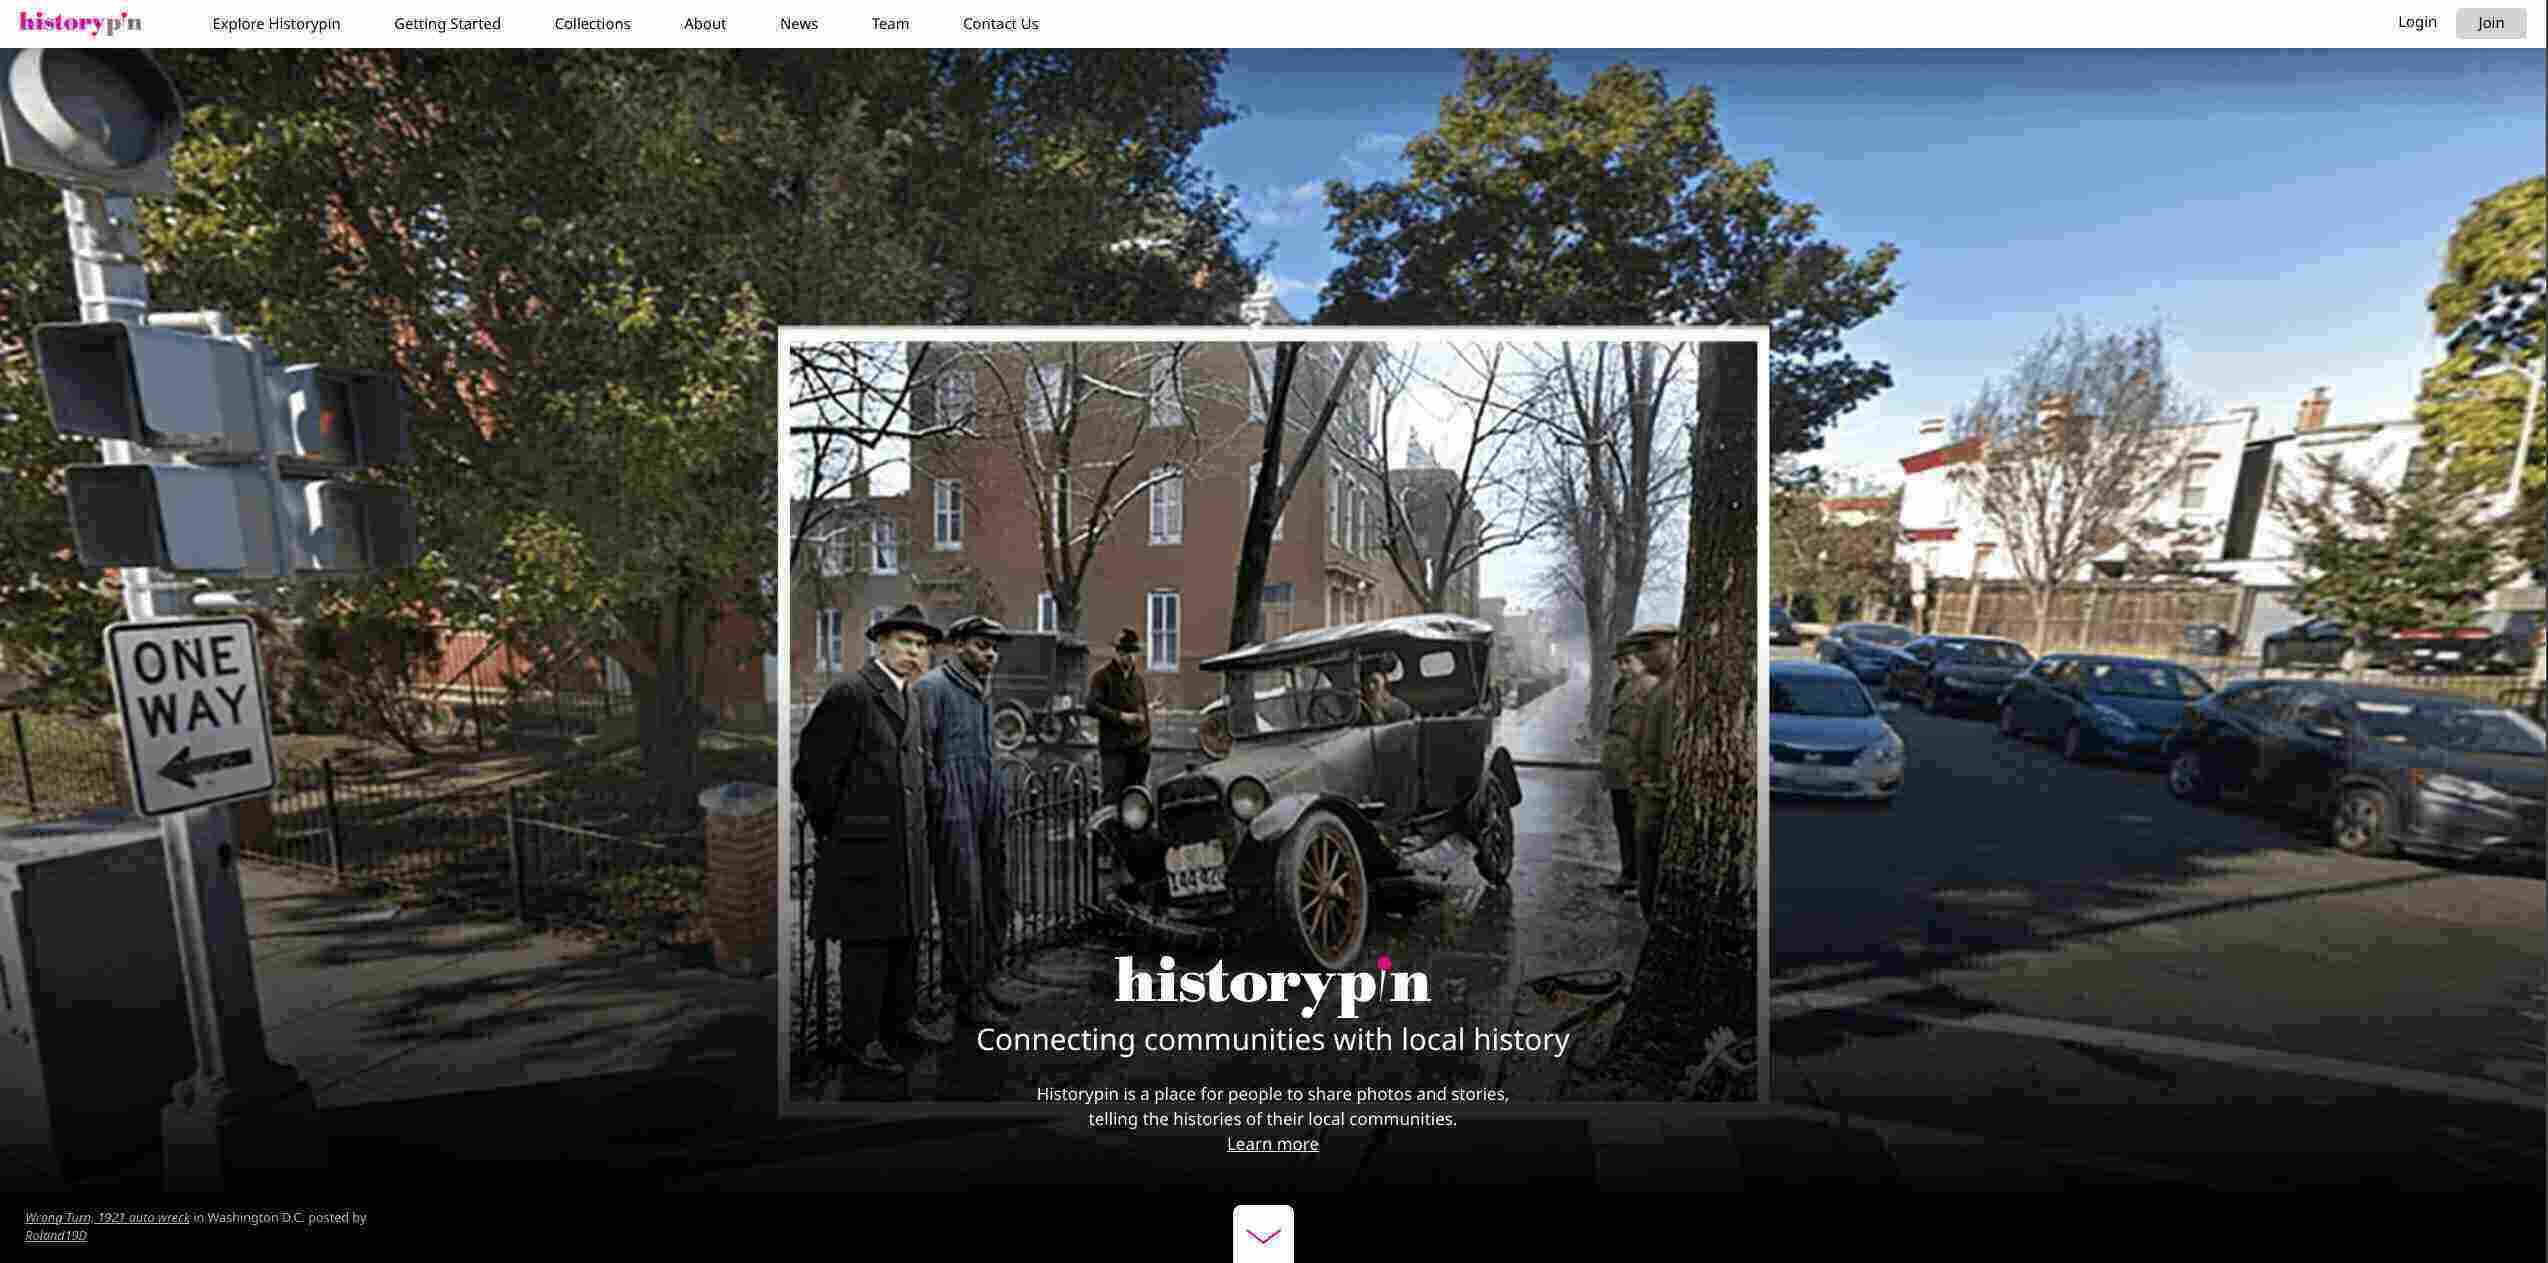 historypin
Explore Historypin
Getting Started
Collections
About
News
Team
Contact Us
Login
Join
ONE
WAY
historypin
Connecting communities with local history
Historypin is a place for people to share photos and stories,
telling the histories of their local communities.
Learn more
Wrong Turn, 1921 auto wreck in Washington D.C. posted by
Roland19D